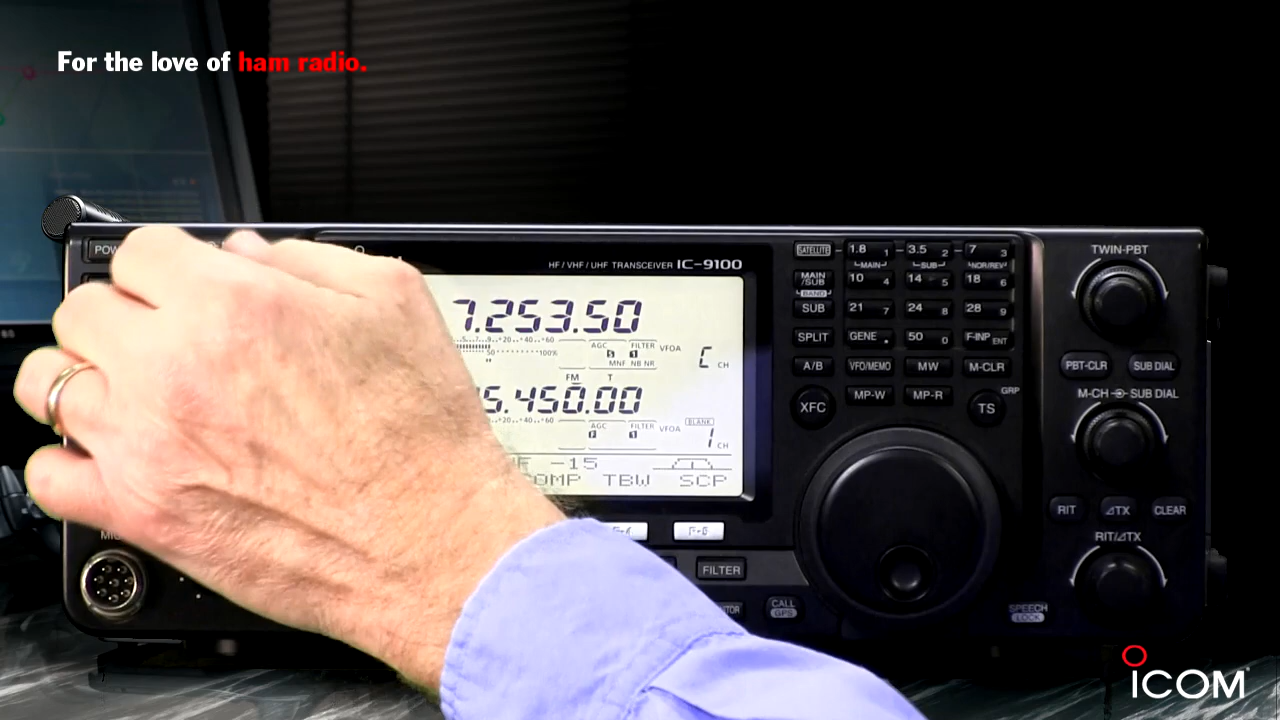 For the love of ham radio.
HF/VHF/UHF TRANSCEIVER IC-9100
7.253.50
AGC FILTER VFOA
MNF NB NR
C CH
FM T
5.450.00
AGC FILTER VFOA BLANK
1 CH
-15
OMP TBW SCP
SATELLITE 1.8 1 3.5 2 7 3
MAIN SUB NOR/REV
MAIN/SUB 10 4 14 5 18 6
BAND
SUB 21 7 24 8 28 9
SPLIT GENE . 50 0 F-INP ENT
A/B VFO/MEMO MW M-CLR
XFC MP-W MP-R TS GRP
TWIN-PBT
PBT-CLR SUB DIAL
M-CH SUB DIAL
RIT ⊿TX CLEAR
RIT/⊿TX
FILTER
CALL
GPS
SPEECH
LOCK
ICOM